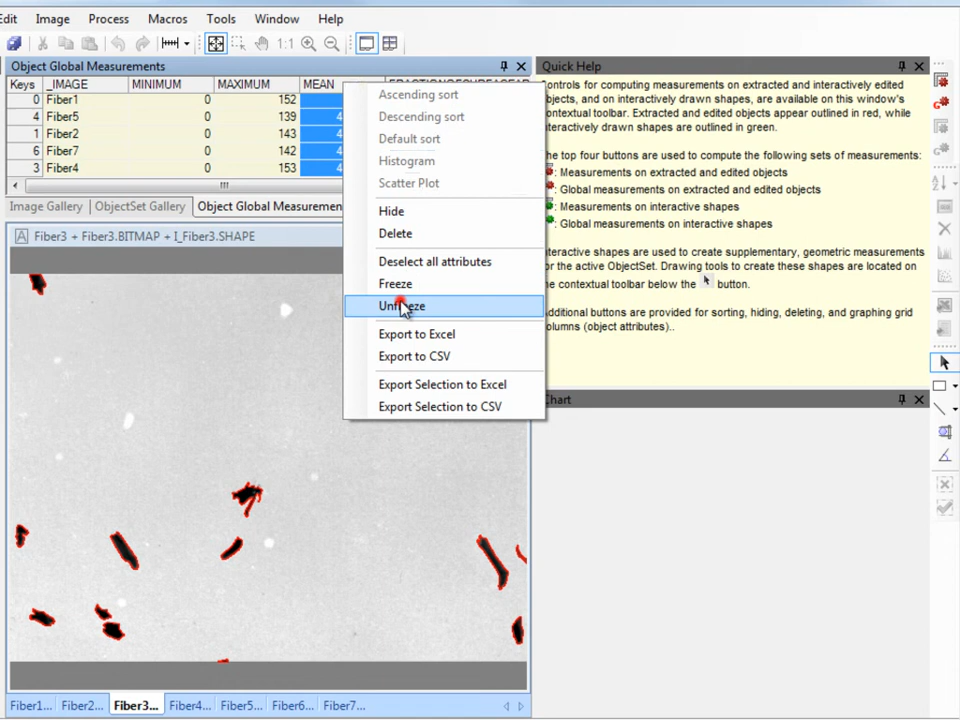 Edit Image Process Macros Tools Window Help
1:1
Object Global Measurements
Keys _IMAGE MINIMUM MAXIMUM MEAN
0 Fiber1 0 152
4 Fiber5 0 139 4
1 Fiber2 0 143 4
6 Fiber7 0 142 4
3 Fiber4 0 153 4
Image Gallery ObjectSet Gallery Object Global Measuremen
A Fiber3 + Fiber3.BITMAP + I_Fiber3.SHAPE
Ascending sort
Descending sort
Default sort
Histogram
Scatter Plot
Hide
Delete
Deselect all attributes
Freeze
Unfreeze
Export to Excel
Export to CSV
Export Selection to Excel
Export Selection to CSV
Quick Help
ontrols for computing measurements on extracted and interactively edited
bjects, and on interactively drawn shapes, are available on this window's
ontextual toolbar. Extracted and edited objects appear outlined in red, while
nteractively drawn shapes are outlined in green.
he top four buttons are used to compute the following sets of measurements:
: Measurements on extracted and edited objects
: Global measurements on extracted and edited objects
: Measurements on interactive shapes
: Global measurements on interactive shapes
nteractive shapes are used to create supplementary, geometric measurements
or the active ObjectSet. Drawing tools to create these shapes are located on
he contextual toolbar below the button.
dditional buttons are provided for sorting, hiding, deleting, and graphing grid
olumns (object attributes)..
hart
Fiber1... Fiber2... Fiber3... Fiber4... Fiber5... Fiber6... Fiber7...